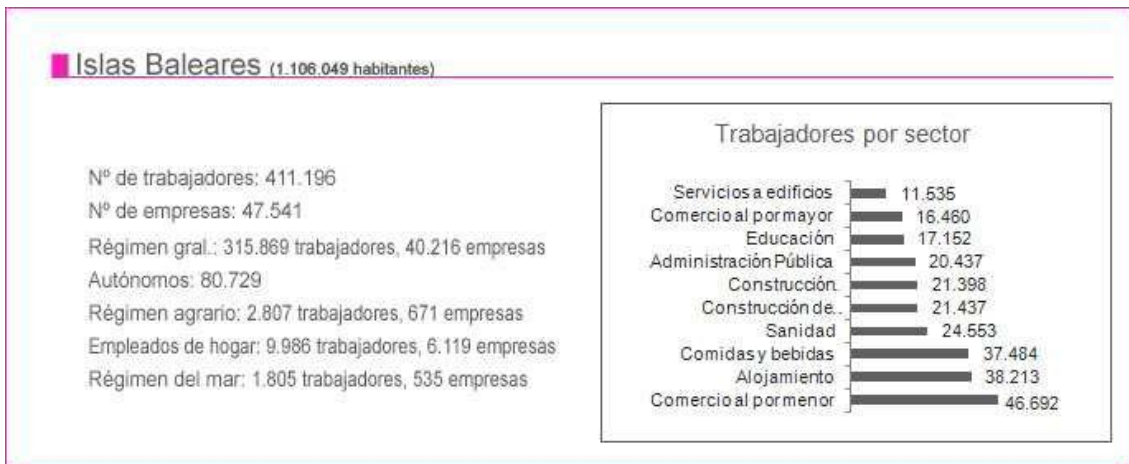 Islas Baleares (1.106.049 habitantes)
Nº de trabajadores: 411.196
Nº de empresas: 47.541
Régimen gral.: 315.869 trabajadores, 40.216 empresas
Autónomos: 80.729
Régimen agrario: 2.807 trabajadores, 671 empresas
Empleados de hogar: 9.986 trabajadores, 6.119 empresas
Régimen del mar: 1.805 trabajadores, 535 empresas
Trabajadores por sector
Servicios a edificios 11.535
Comercio al por mayor 16.460
Educación 17.152
Administración Pública 20.437
Construcción. 21.398
Construcción de.. 21.437
Sanidad 24.553
Comidas y bebidas 37.484
Alojamiento 38.213
Comercio al por menor 46.692